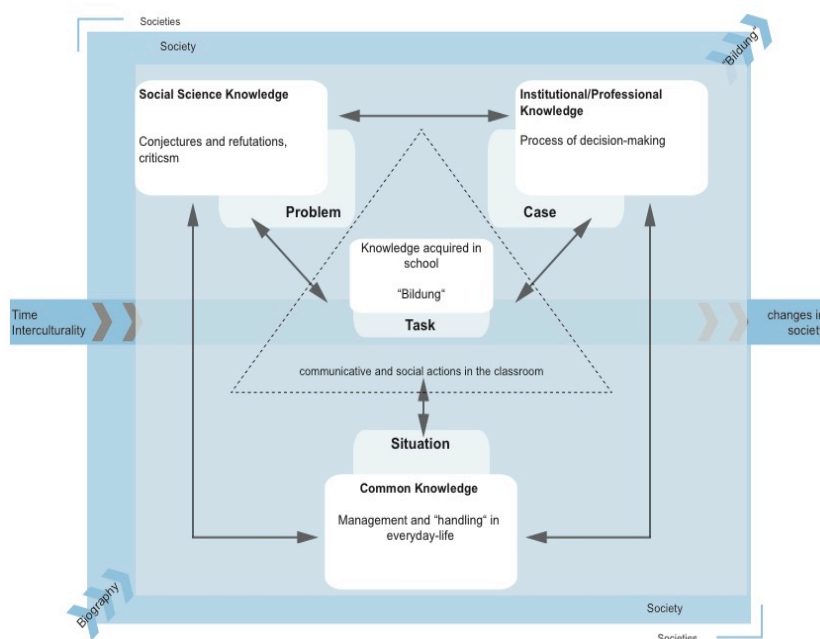 Societies
Society
"Bildung"
Social Science Knowledge
Conjectures and refutations,
criticsm
Institutional/Professional
Knowledge
Process of decision-making
Problem
Case
Knowledge acquired in
school
"Bildung"
Task
Time
Interculturality
changes in
society
communicative and social actions in the classroom
Situation
Common Knowledge
Management and "handling" in
everyday-life
Biography
Society
Societies